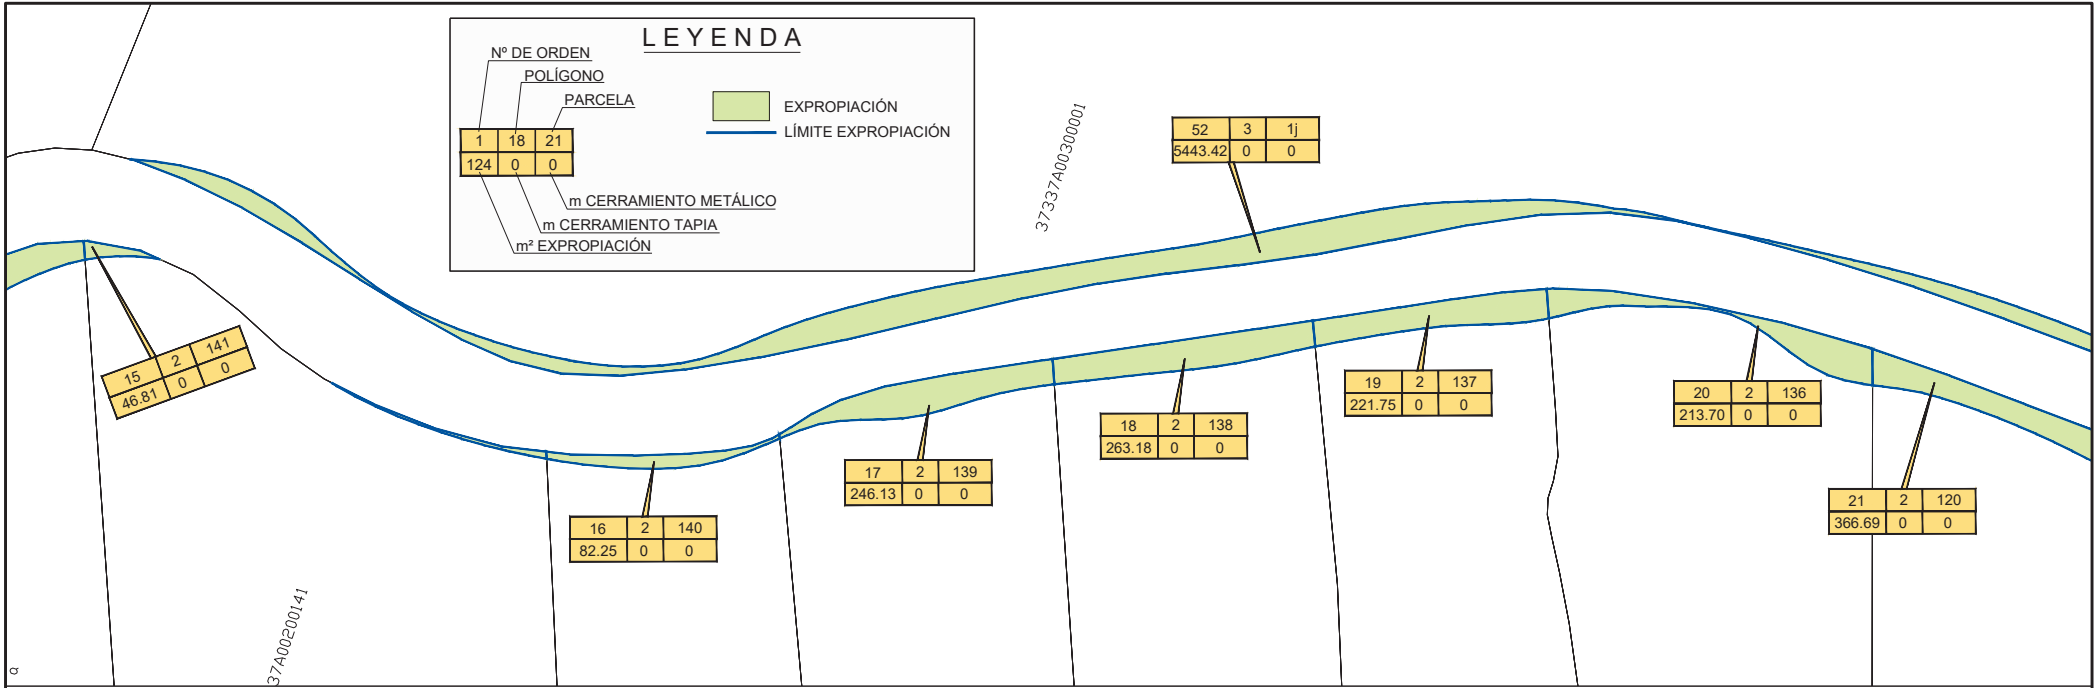 LEYENDA
Nº DE ORDEN
POLÍGONO
PARCELA
1 18 21
124 0 0
m CERRAMIENTO METÁLICO
m CERRAMIENTO TAPIA
m² EXPROPIACIÓN
EXPROPIACIÓN
LÍMITE EXPROPIACIÓN
37337A00300001
52 3 1j
5443.42 0 0
15 2 141
46.81 0 0
16 2 140
82.25 0 0
17 2 139
246.13 0 0
18 2 138
263.18 0 0
19 2 137
221.75 0 0
20 2 136
213.70 0 0
21 2 120
366.69 0 0
37A00200141